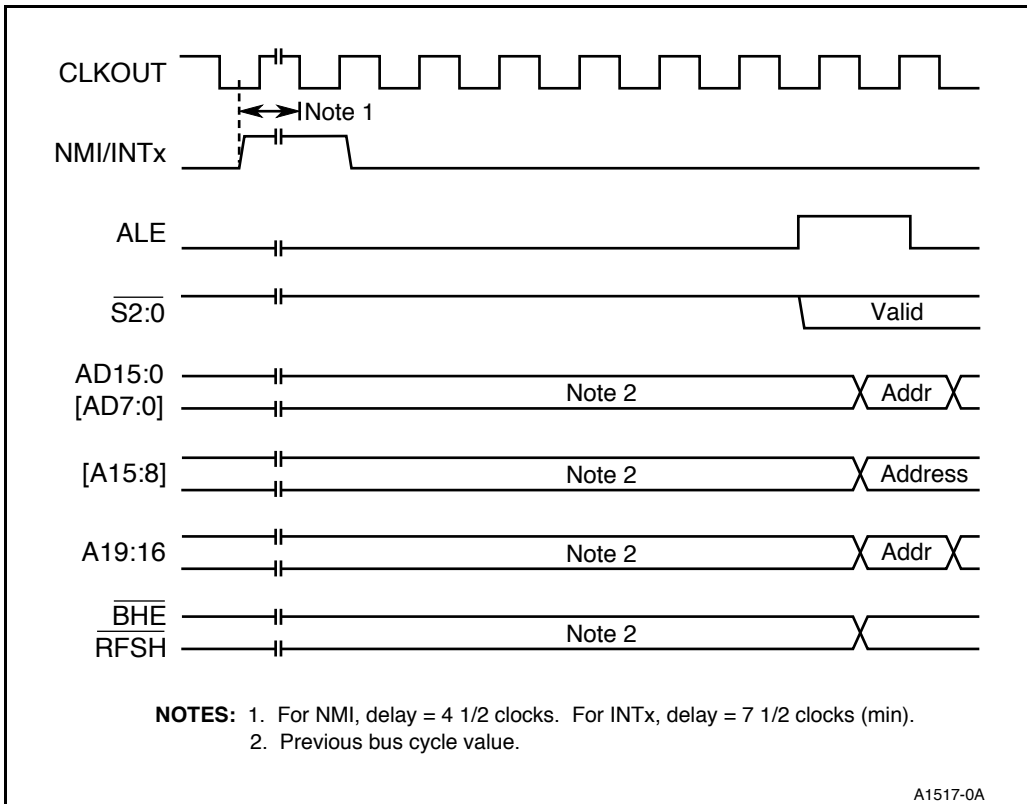 CLKOUT
Note 1
NMI/INTx
ALE
S2:0
Valid
AD15:0
[AD7:0]
Note 2
Addr
[A15:8]
Note 2
Address
A19:16
Note 2
Addr
BHE
RFSH
Note 2
NOTES: 1. For NMI, delay = 4 1/2 clocks. For INTx, delay = 7 1/2 clocks (min).
2. Previous bus cycle value.
A1517-0A